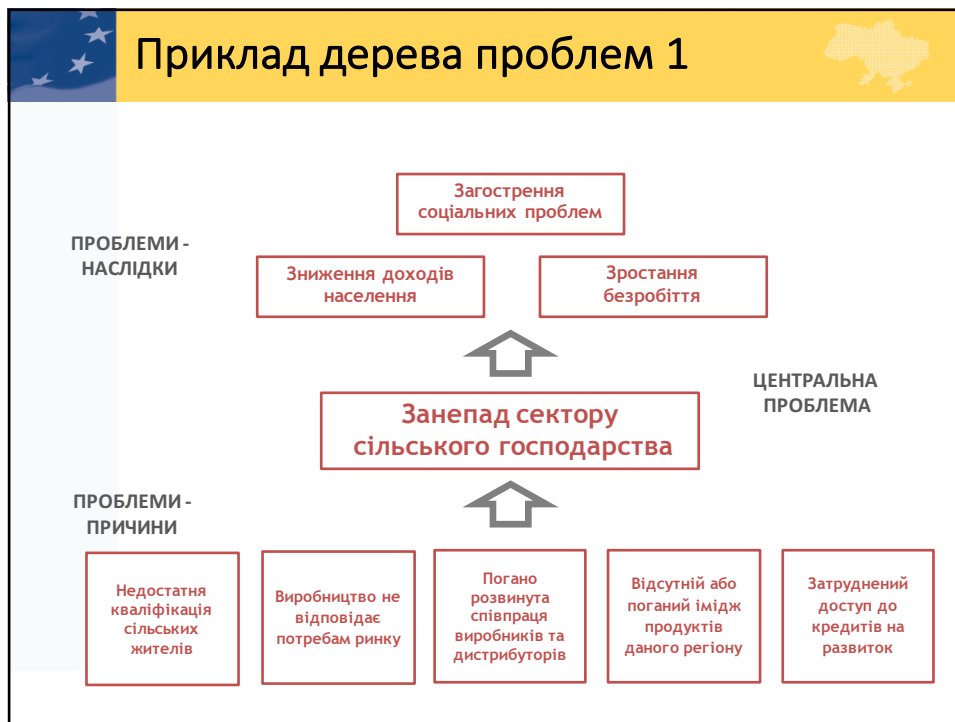 Приклад дерева проблем 1
Загострення
соціальних проблем
ПРОБЛЕМИ -
НАСЛІДКИ
Зниження доходів
населення
Зростання
безробіття
ЦЕНТРАЛЬНА
ПРОБЛЕМА
Занепад сектору
сільського господарства
ПРОБЛЕМИ -
ПРИЧИНИ
Недостатня
кваліфікація
сільських
жителів
Виробництво не
відповідає
потребам ринку
Погано
розвинута
співпраця
виробників та
дистрибуторів
Відсутній або
поганий імідж
продуктів
даного регіону
Затруднений
доступ до
кредитів на
развиток